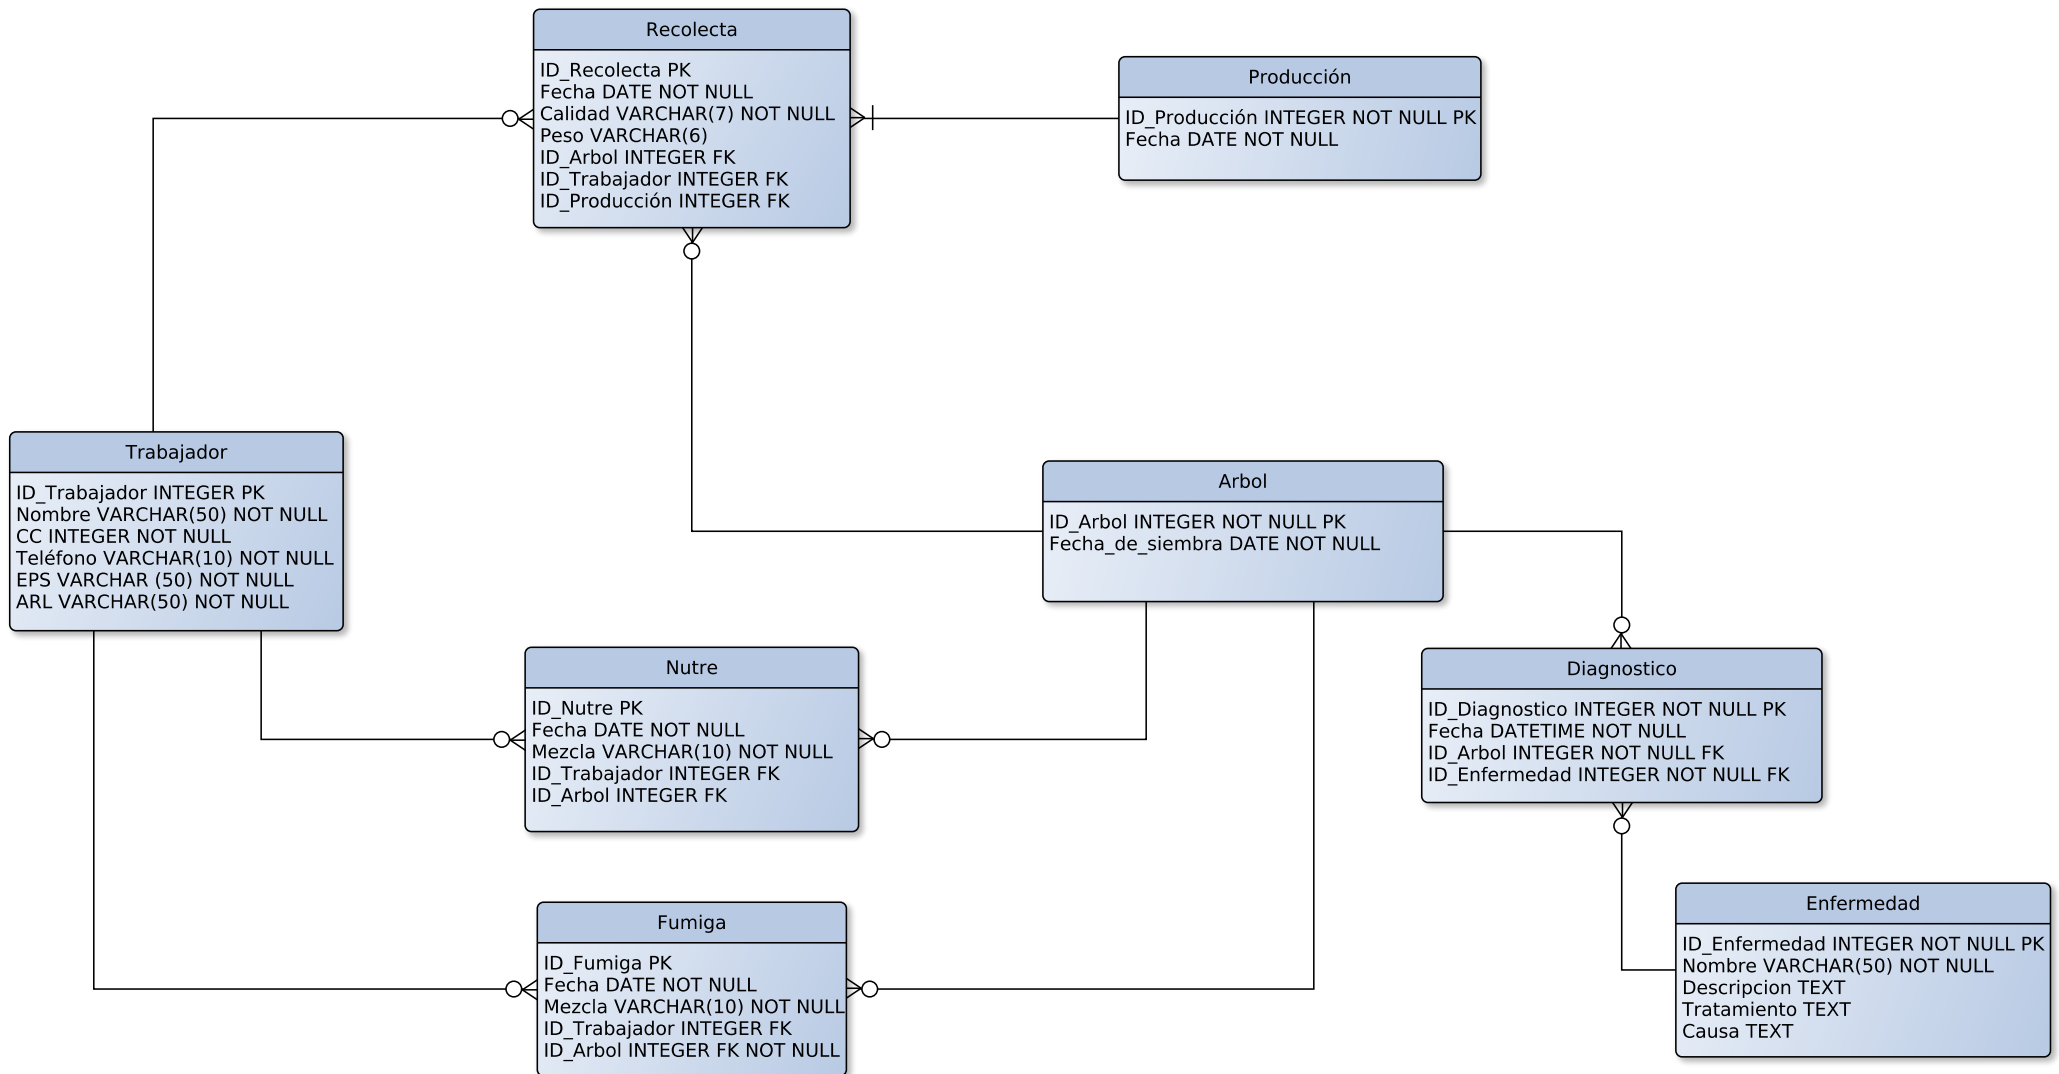 Recolecta
ID_Recolecta PK
Fecha DATE NOT NULL
Calidad VARCHAR(7) NOT NULL
Peso VARCHAR(6)
ID_Arbol INTEGER FK
ID_Trabajador INTEGER FK
ID_Producción INTEGER FK
Producción
ID_Producción INTEGER NOT NULL PK
Fecha DATE NOT NULL
Trabajador
ID_Trabajador INTEGER PK
Nombre VARCHAR(50) NOT NULL
CC INTEGER NOT NULL
Teléfono VARCHAR(10) NOT NULL
EPS VARCHAR (50) NOT NULL
ARL VARCHAR(50) NOT NULL
Arbol
ID_Arbol INTEGER NOT NULL PK
Fecha_de_siembra DATE NOT NULL
Nutre
ID_Nutre PK
Fecha DATE NOT NULL
Mezcla VARCHAR(10) NOT NULL
ID_Trabajador INTEGER FK
ID_Arbol INTEGER FK
Diagnostico
ID_Diagnostico INTEGER NOT NULL PK
Fecha DATETIME NOT NULL
ID_Arbol INTEGER NOT NULL FK
ID_Enfermedad INTEGER NOT NULL FK
Fumiga
ID_Fumiga PK
Fecha DATE NOT NULL
Mezcla VARCHAR(10) NOT NULL
ID_Trabajador INTEGER FK
ID_Arbol INTEGER FK NOT NULL
Enfermedad
ID_Enfermedad INTEGER NOT NULL PK
Nombre VARCHAR(50) NOT NULL
Descripcion TEXT
Tratamiento TEXT
Causa TEXT